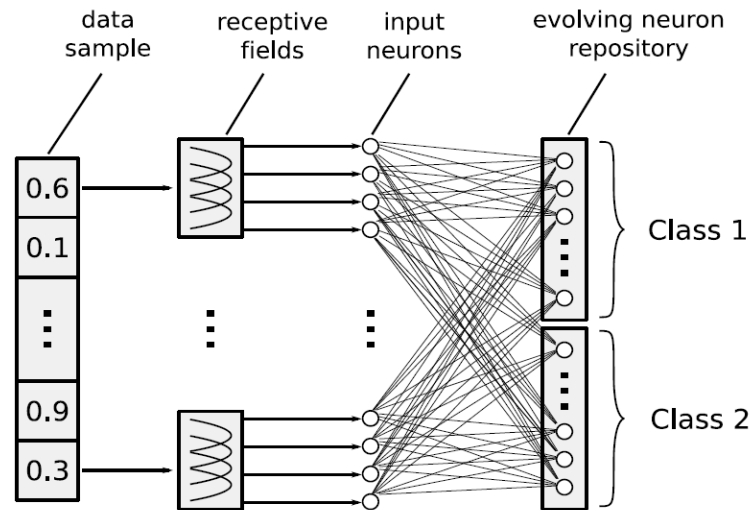 data
sample
receptive
fields
input
neurons
evolving neuron
repository
0.6
0.1
0.9
0.3
Class 1
Class 2